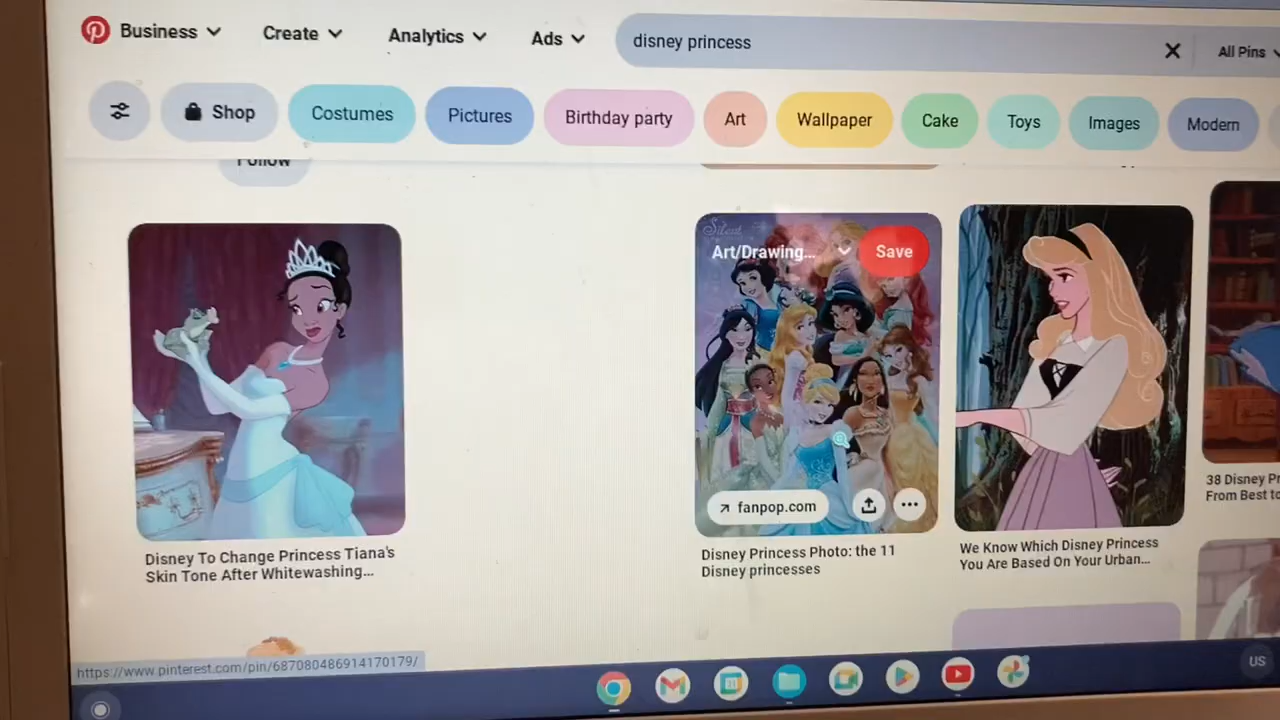 Business
Create
Analytics
Ads
disney princess
All Pins
Shop
Costumes
Pictures
Birthday party
Art
Wallpaper
Cake
Toys
Images
Modern
Follow
Art/Drawing...
Save
fanpop.com
Disney To Change Princess Tiana's
Skin Tone After Whitewashing...
Disney Princess Photo: the 11
Disney princesses
We Know Which Disney Princess
You Are Based On Your Urban...
38 Disney
From Best
https://www.pinterest.com/pin/687080486914170179/
US